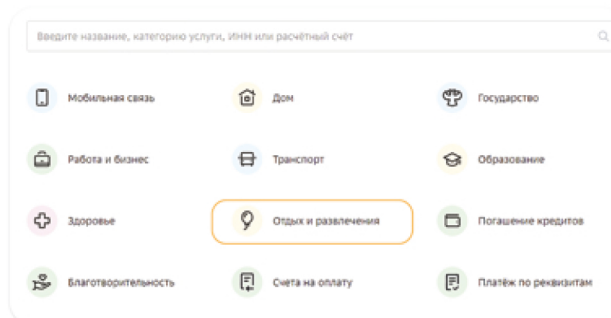 Введите название, категорию услуги, ИНН или расчётный счёт
Мобильная связь
Дом
Государство
Работа и бизнес
Транспорт
Образование
Здоровье
Отдых и развлечения
Погашение кредитов
Благотворительность
Счета на оплату
Платёж по реквизитам